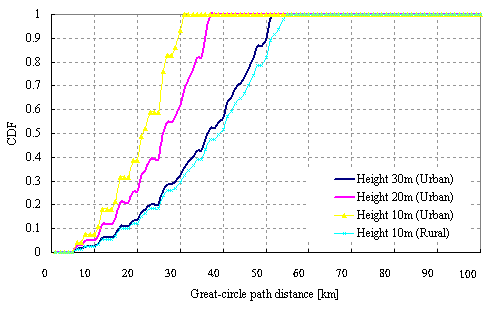 1
0.9
0.8
0.7
0.6
0.5
0.4
0.3
0.2
0.1
0
CDF
Height 30m (Urban)
Height 20m (Urban)
Height 10m (Urban)
Height 10m (Rural)
0 10 20 30 40 50 60 70 80 90 100
Great-circle path distance [km]